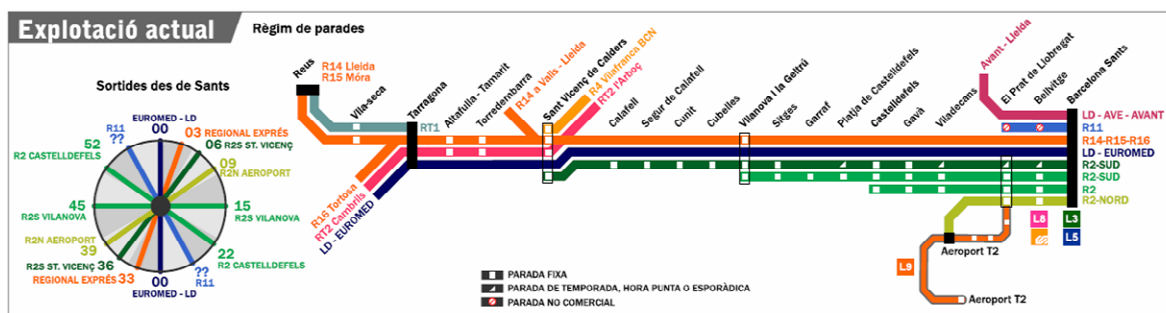 Explotació actual
Règim de parades
Sortides des de Sants
EUROMED - LD
00
03 REGIONAL EXPRÉS
06
R2S ST. VICENÇ
09
R2N AEROPORT
15
R2S VILANOVA
22
R2 CASTELLDEFELS
??
R11
00
EUROMED - LD
REGIONAL EXPRÉS 33
R2S ST. VICENÇ 36
R2N AEROPORT
39
45
R2S VILANOVA
52
R2 CASTELLDEFELS
R11
??
Reus
R14 Lleida
R15 Móra
Vila-seca
Tarragona
RT1
Altafulla - Tamarit
Torredembarra
R14 a Valls - Lleida
Sant Vicenç de Calders
R4 Vilafranca BCN
RT2 l'Arboç
Calafell
Segur de Calafell
Cunit
Cubelles
Vilanova i la Geltrú
Sitges
Garraf
Platja de Castelldefels
Castelldefels
Gavà
Viladecans
Avant - Lleida
El Prat de Llobregat
Bellvitge
Barcelona Sants
LD - AVE - AVANT
R11
R14-R15-R16
LD - EUROMED
R2-SUD
R2-SUD
R2
R2-NORD
R16 Tortosa
RT2 Cambrils
LD - EUROMED
L8
L3
L5
Aeroport T2
L9
Aeroport T2
PARADA FIXA
PARADA DE TEMPORADA, HORA PUNTA O ESPORÀDICA
PARADA NO COMERCIAL